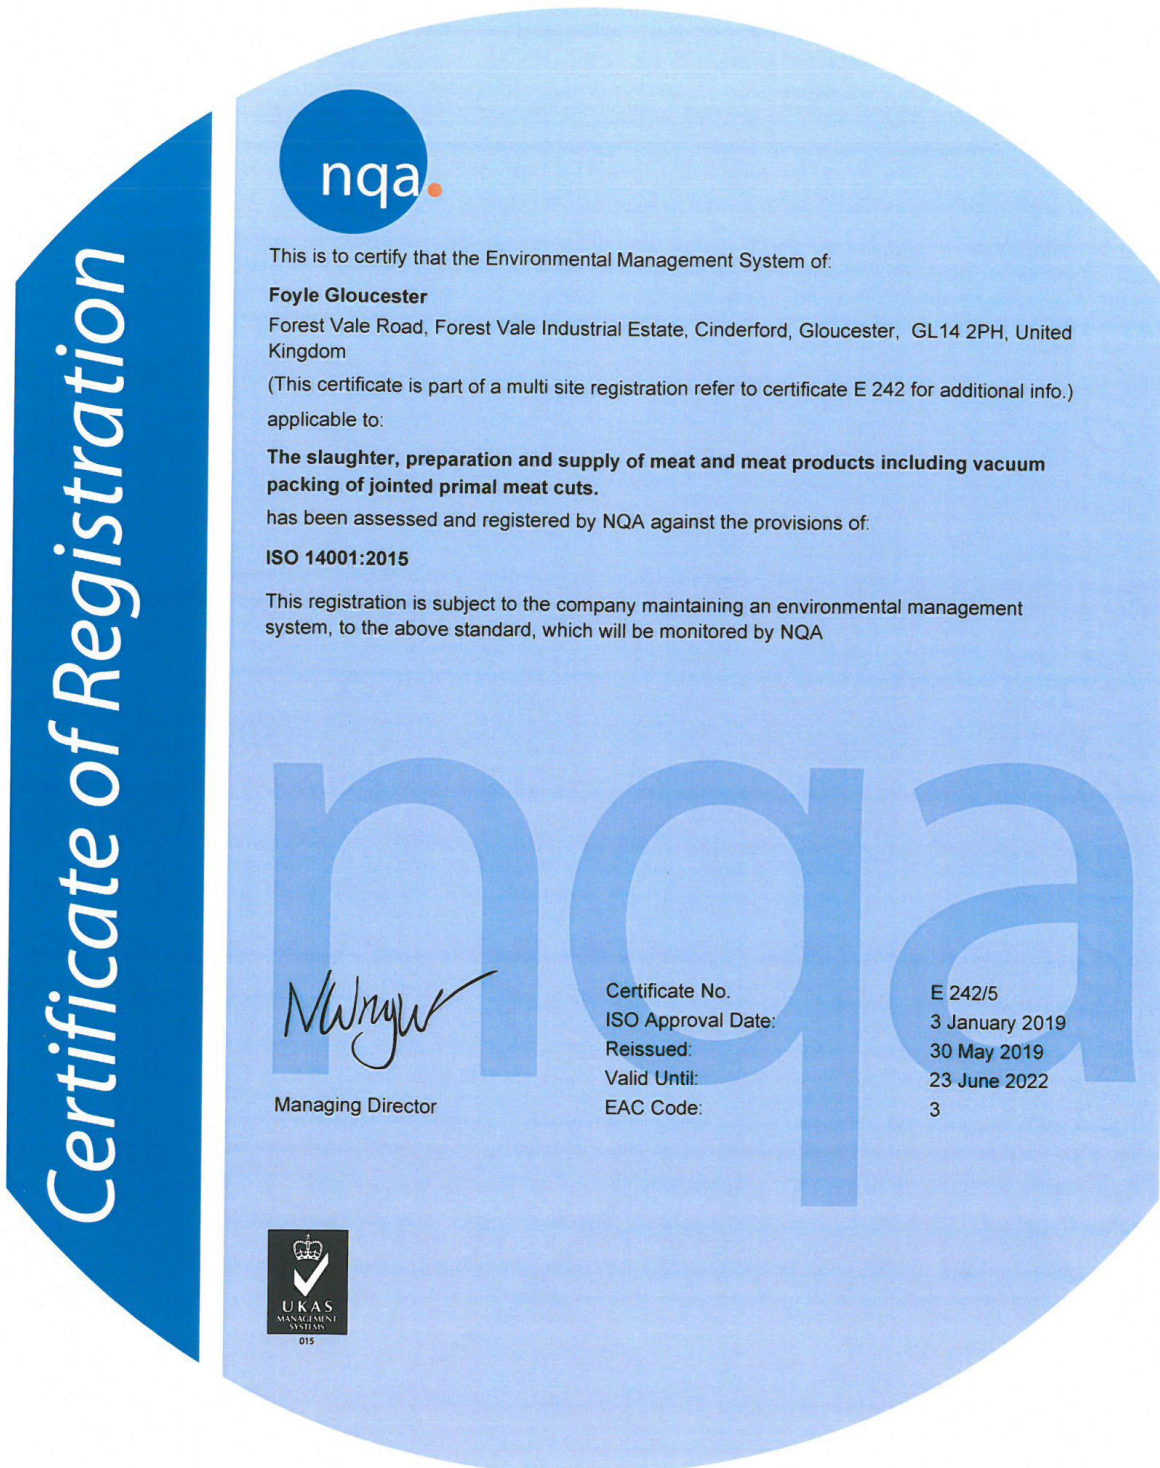 Certificate of Registration
nqa.
This is to certify that the Environmental Management System of:
Foyle Gloucester
Forest Vale Road, Forest Vale Industrial Estate, Cinderford, Gloucester, GL14 2PH, United
Kingdom
(This certificate is part of a multi site registration refer to certificate E 242 for additional info.)
applicable to:
The slaughter, preparation and supply of meat and meat products including vacuum
packing of jointed primal meat cuts.
has been assessed and registered by NQA against the provisions of:
ISO 14001:2015
This registration is subject to the company maintaining an environmental management
system, to the above standard, which will be monitored by NQA
nqa
Managing Director
Certificate No. E 242/5
ISO Approval Date: 3 January 2019
Reissued: 30 May 2019
Valid Until: 23 June 2022
EAC Code: 3
UKAS
MANAGEMENT
SYSTEMS
015